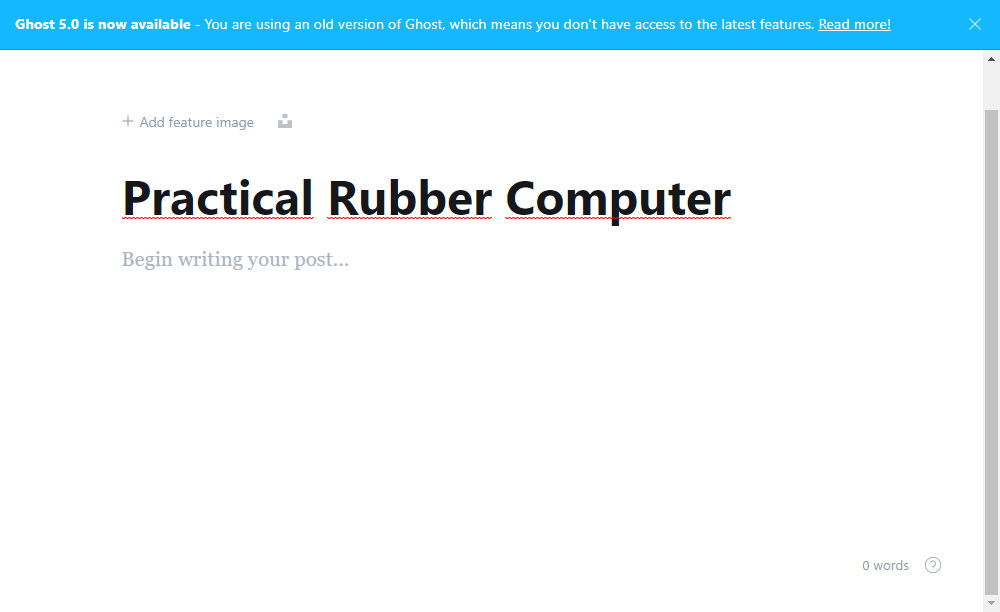 Ghost 5.0 is now available - You are using an old version of Ghost, which means you don't have access to the latest features. Read more!
Add feature image
Practical Rubber Computer
Begin writing your post...
0 words